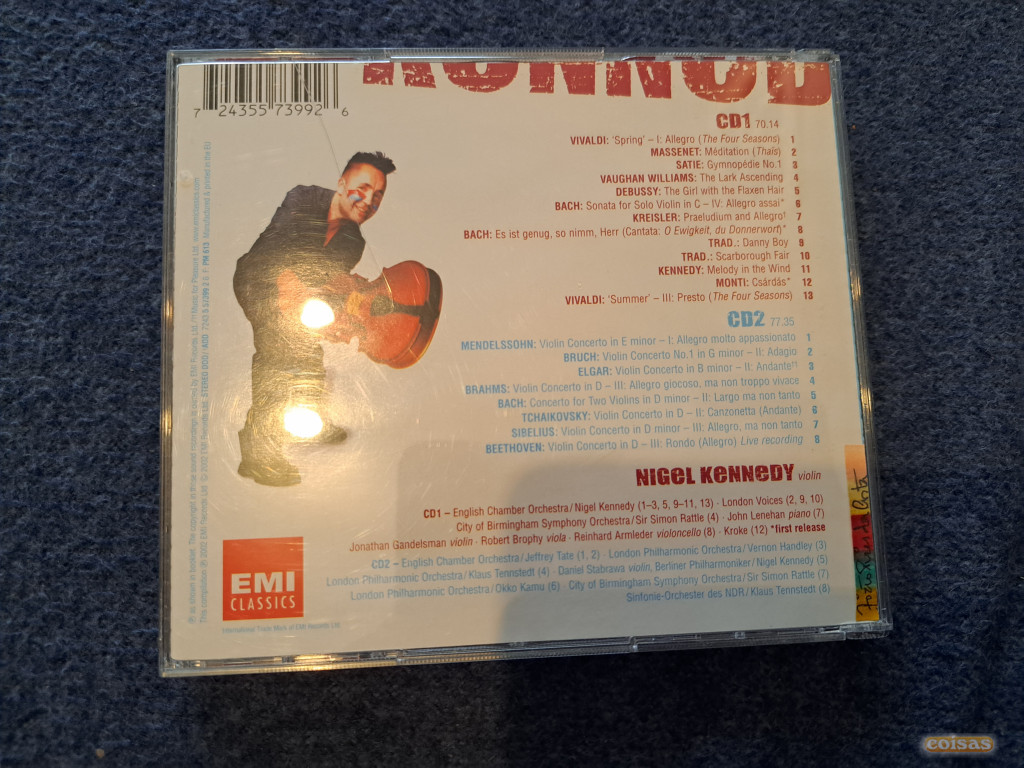 7 24355 73992 6
CD1 70.14
VIVALDI: ‘Spring’ – I: Allegro (The Four Seasons) 1
MASSENET: Méditation (Thaïs) 2
SATIE: Gymnopédie No.1 3
VAUGHAN WILLIAMS: The Lark Ascending 4
DEBUSSY: The Girl with the Flaxen Hair 5
BACH: Sonata for Solo Violin in C – IV: Allegro assai* 6
KREISLER: Praeludium and Allegro† 7
BACH: Es ist genug, so nimm, Herr (Cantata: O Ewigkeit, du Donnerwort)* 8
TRAD.: Danny Boy 9
TRAD.: Scarborough Fair 10
KENNEDY: Melody in the Wind 11
MONTI: Csárdás* 12
VIVALDI: ‘Summer’ – III: Presto (The Four Seasons) 13
CD2 77.35
MENDELSSOHN: Violin Concerto in E minor – I: Allegro molto appassionato 1
BRUCH: Violin Concerto No.1 in G minor – II: Adagio 2
ELGAR: Violin Concerto in B minor – II: Andante 3
BRAHMS: Violin Concerto in D – III: Allegro giocoso, ma non troppo vivace 4
BACH: Concerto for Two Violins in D minor – II: Largo ma non tanto 5
TCHAIKOVSKY: Violin Concerto in D – II: Canzonetta (Andante) 6
SIBELIUS: Violin Concerto in D minor – III: Allegro, ma non tanto 7
BEETHOVEN: Violin Concerto in D – III: Rondo (Allegro) Live recording 8
NIGEL KENNEDY violin
CD1 – English Chamber Orchestra/Nigel Kennedy (1–3, 5, 9–11, 13) · London Voices (2, 9, 10)
City of Birmingham Symphony Orchestra/Sir Simon Rattle (4) · John Lenehan piano (7)
Jonathan Gandelsman violin · Robert Brophy viola · Reinhard Armleder violoncello (8) · Kroke (12) *first release
CD2 – English Chamber Orchestra/Jeffrey Tate (1, 2) · London Philharmonic Orchestra/Vernon Handley (3)
London Philharmonic Orchestra/Klaus Tennstedt (4) · Daniel Stabrawa violin, Berliner Philharmoniker/Nigel Kennedy (5)
London Philharmonic Orchestra/Okko Kamu (6) · City of Birmingham Symphony Orchestra/Sir Simon Rattle (7)
Sinfonie-Orchester des NDR/Klaus Tennstedt (8)
EMI
CLASSICS
International Trade Mark of EMI Records Ltd.
coisas